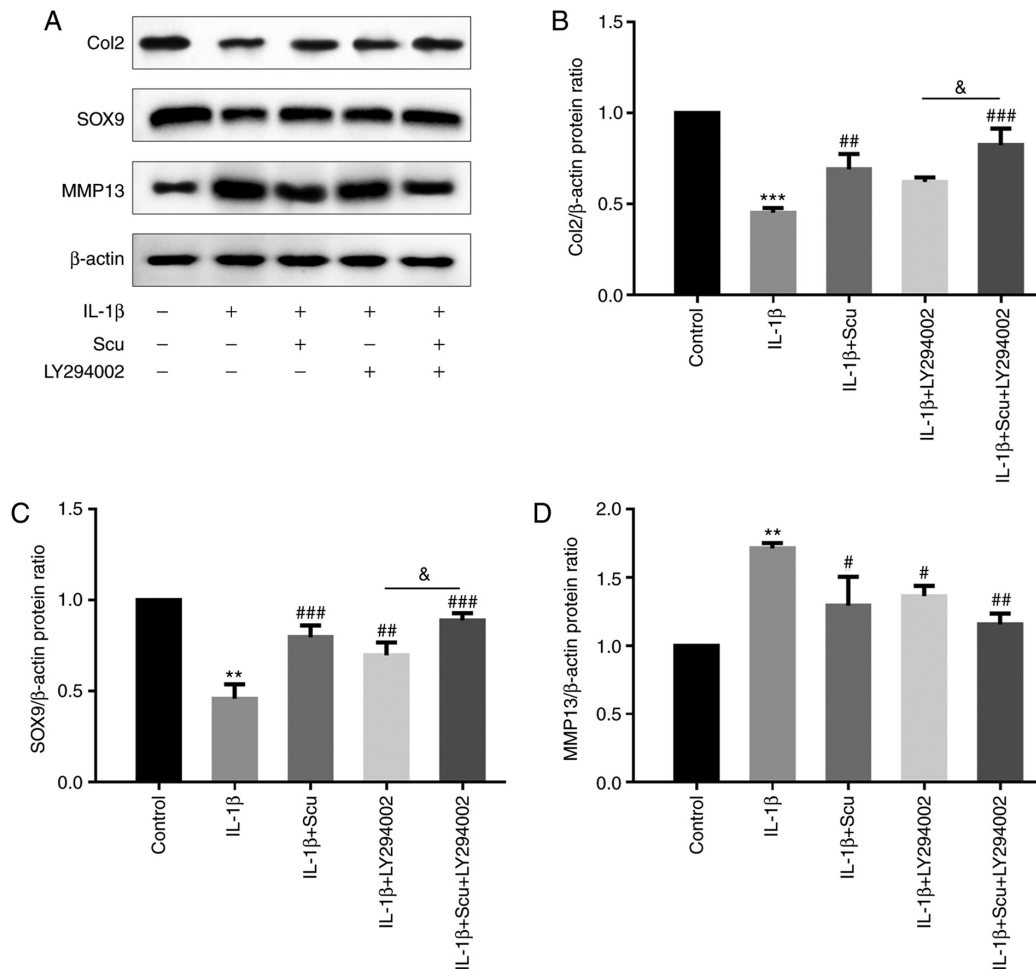 A
Col2
SOX9
MMP13
β-actin
IL-1β − + + + +
Scu − − + − +
LY294002 − − − + +
B
Col2/β-actin protein ratio
1.5
1.0
0.5
0.0
***
##
&
###
Control
IL-1β
IL-1β+Scu
IL-1β+LY294002
IL-1β+Scu+LY294002
C
SOX9/β-actin protein ratio
1.5
1.0
0.5
0.0
**
###
##
&
###
Control
IL-1β
IL-1β+Scu
IL-1β+LY294002
IL-1β+Scu+LY294002
D
MMP13/β-actin protein ratio
2.0
1.5
1.0
0.5
0.0
**
#
#
##
Control
IL-1β
IL-1β+Scu
IL-1β+LY294002
IL-1β+Scu+LY294002